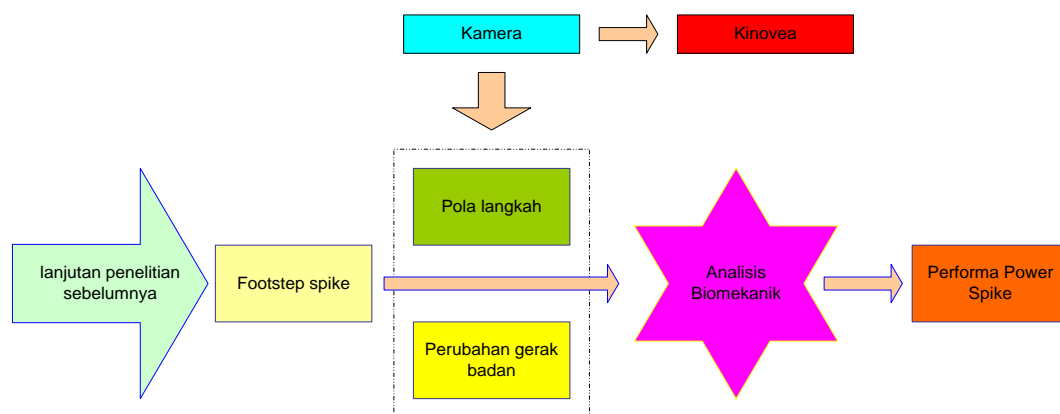 Kamera
Kinovea
Pola langkah
lanjutan penelitian
sebelumnya
Footstep spike
Analisis
Biomekanik
Performa Power
Spike
Perubahan gerak
badan